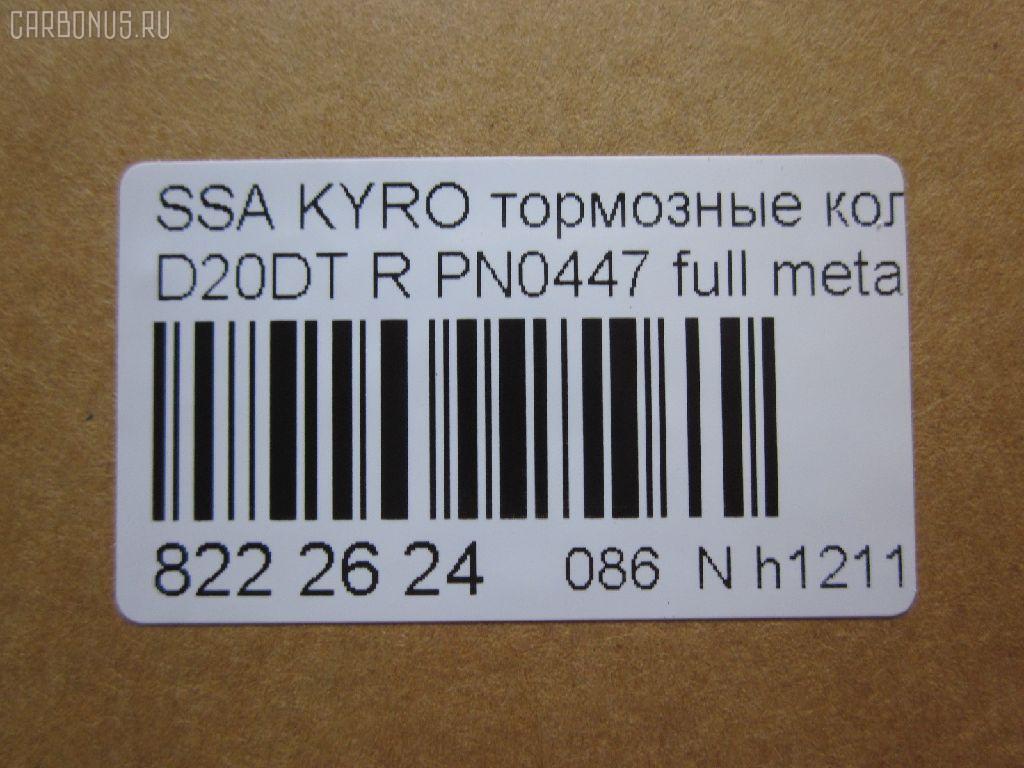 CARBONUS.RU
SSA KYRO тормозные кол
D20DT R PN0447 full meta
822 26 24 086 N h1211